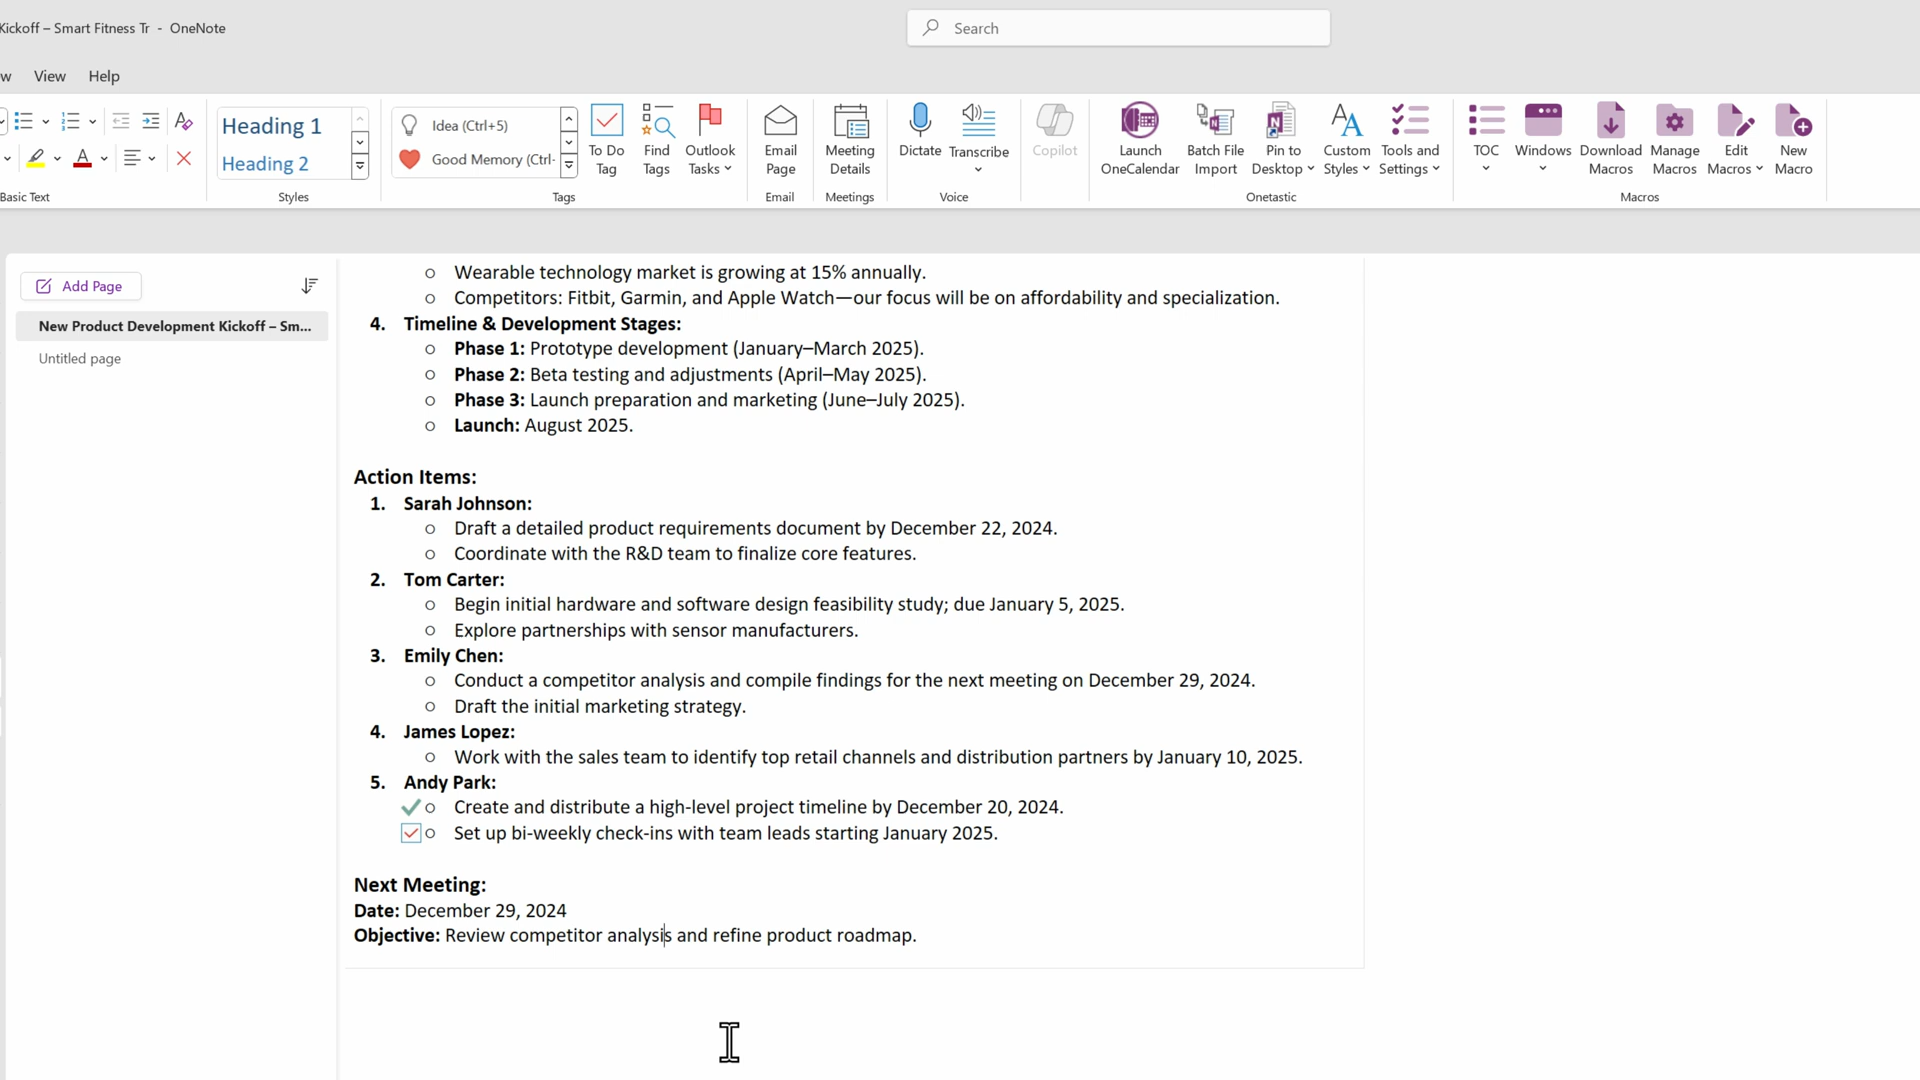 Kickoff – Smart Fitness Tr - OneNote
Search
w View Help
Heading 1
Heading 2
Idea (Ctrl+5)
Good Memory (Ctrl-
To Do Tag
Find Tags
Outlook Tasks
Email Page
Meeting Details
Dictate
Transcribe
Copilot
Launch OneCalendar
Batch File Import
Pin to Desktop
Custom Styles
Tools and Settings
TOC
Windows
Download Macros
Manage Macros
Edit Macros
New Macro
Basic Text
Styles
Tags
Email
Meetings
Voice
Onetastic
Macros
Add Page
New Product Development Kickoff – Sm...
Untitled page
○ Wearable technology market is growing at 15% annually.
○ Competitors: Fitbit, Garmin, and Apple Watch—our focus will be on affordability and specialization.
4. Timeline & Development Stages:
○ Phase 1: Prototype development (January–March 2025).
○ Phase 2: Beta testing and adjustments (April–May 2025).
○ Phase 3: Launch preparation and marketing (June–July 2025).
○ Launch: August 2025.
Action Items:
1. Sarah Johnson:
○ Draft a detailed product requirements document by December 22, 2024.
○ Coordinate with the R&D team to finalize core features.
2. Tom Carter:
○ Begin initial hardware and software design feasibility study; due January 5, 2025.
○ Explore partnerships with sensor manufacturers.
3. Emily Chen:
○ Conduct a competitor analysis and compile findings for the next meeting on December 29, 2024.
○ Draft the initial marketing strategy.
4. James Lopez:
○ Work with the sales team to identify top retail channels and distribution partners by January 10, 2025.
5. Andy Park:
○ Create and distribute a high-level project timeline by December 20, 2024.
○ Set up bi-weekly check-ins with team leads starting January 2025.
Next Meeting:
Date: December 29, 2024
Objective: Review competitor analysis and refine product roadmap.